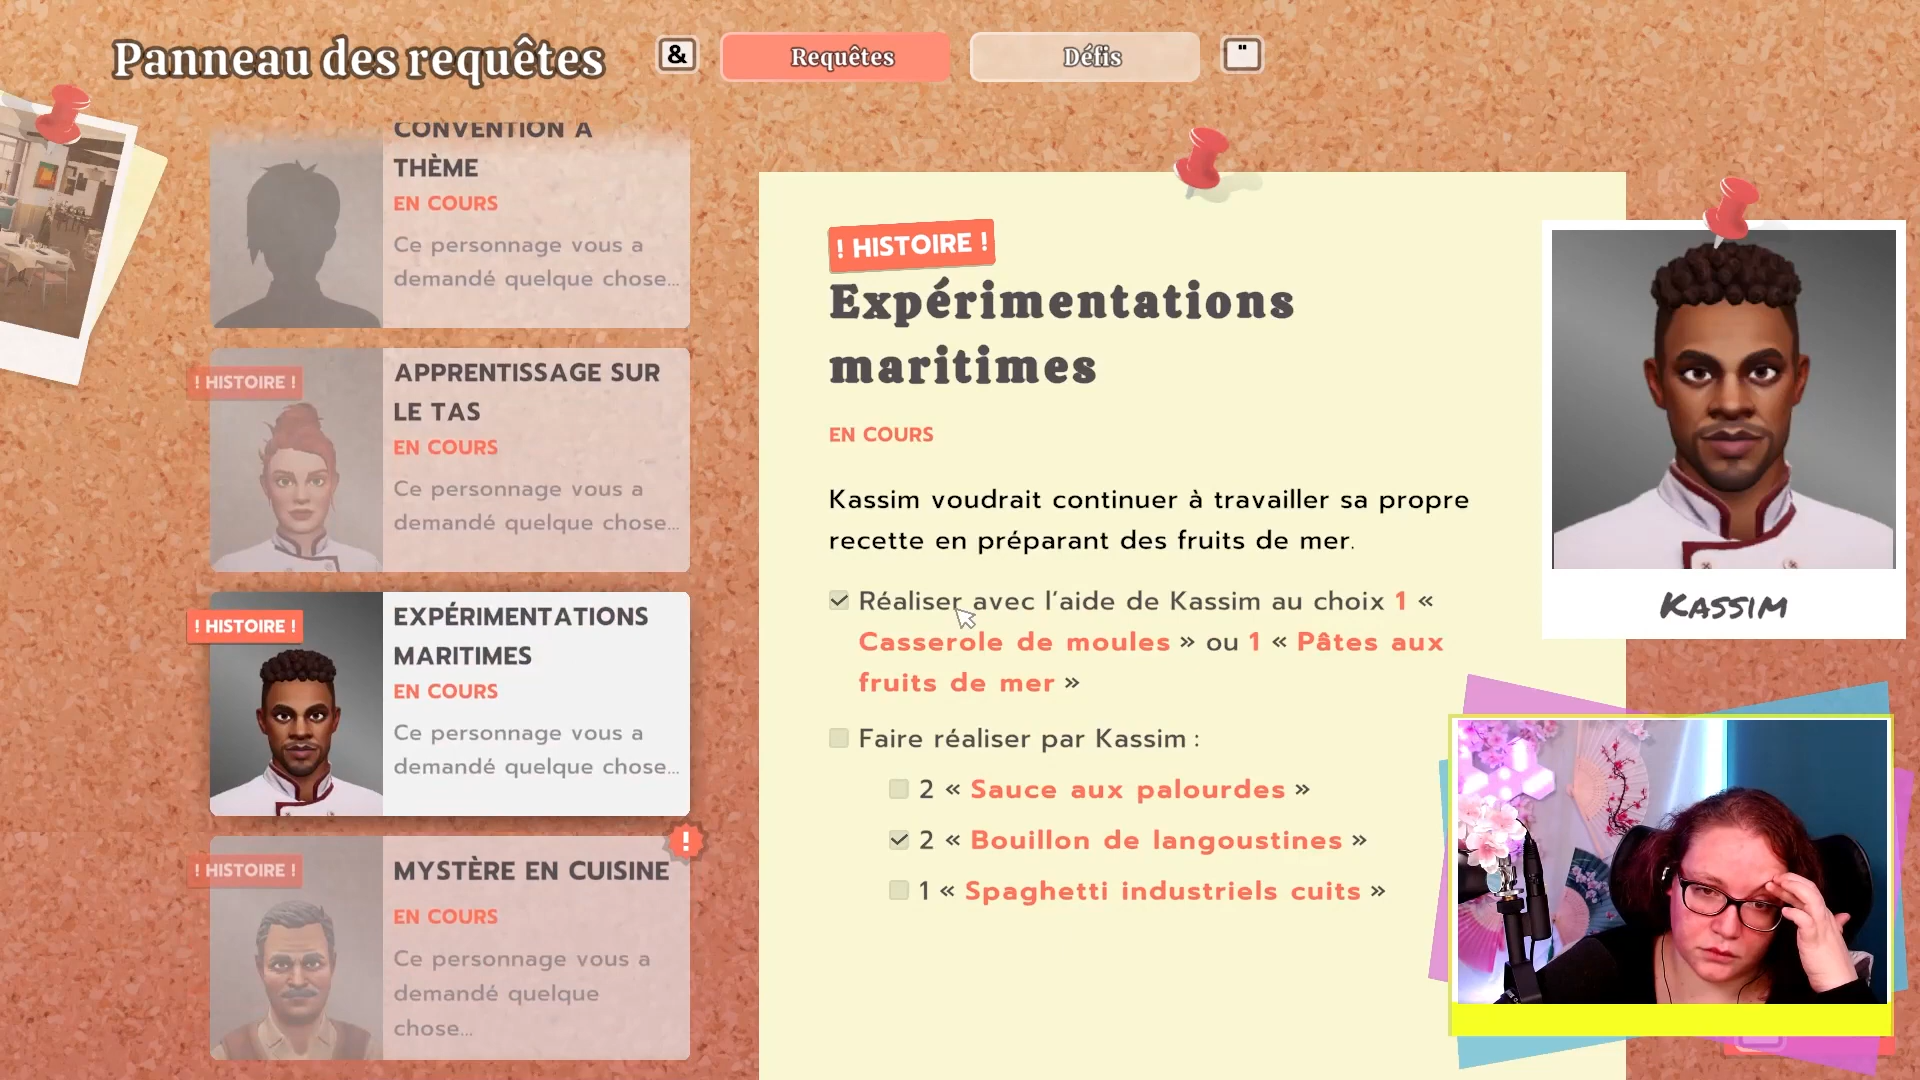 Panneau des requêtes
&
Requêtes
Défis
"
CONVENTION À
THÈME
EN COURS
Ce personnage vous a
demandé quelque chose...
! HISTOIRE !
APPRENTISSAGE SUR
LE TAS
EN COURS
Ce personnage vous a
demandé quelque chose...
! HISTOIRE !
EXPÉRIMENTATIONS
MARITIMES
EN COURS
Ce personnage vous a
demandé quelque chose...
! HISTOIRE !
MYSTÈRE EN CUISINE
!
EN COURS
Ce personnage vous a
demandé quelque
chose...
! HISTOIRE !
Expérimentations
maritimes
EN COURS
Kassim voudrait continuer à travailler sa propre
recette en préparant des fruits de mer.
Réaliser avec l'aide de Kassim au choix 1 «
Casserole de moules » ou 1 « Pâtes aux
fruits de mer »
Faire réaliser par Kassim :
2 « Sauce aux palourdes »
2 « Bouillon de langoustines »
1 « Spaghetti industriels cuits »
KASSIM